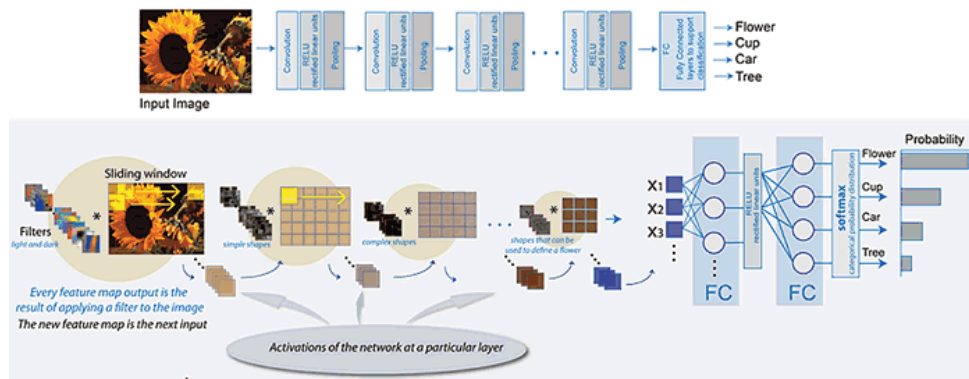 Input Image
Convolution
RELU
rectified linear units
Pooling
Convolution
RELU
rectified linear units
Pooling
Convolution
RELU
rectified linear units
Pooling
Convolution
RELU
rectified linear units
Pooling
FC
Fully Connected
layers to support
classification
Flower
Cup
Car
Tree
Sliding window
Filters
light and dark
*
simple shapes
*
complex shapes
*
shapes that can be
used to define a flower
*
Every feature map output is the
result of applying a filter to the image
The new feature map is the next input
Activations of the network at a particular layer
X1
X2
X3
FC
RELU
rectified linear units
FC
softmax
categorical probability distribution
Probability
Flower
Cup
Car
Tree